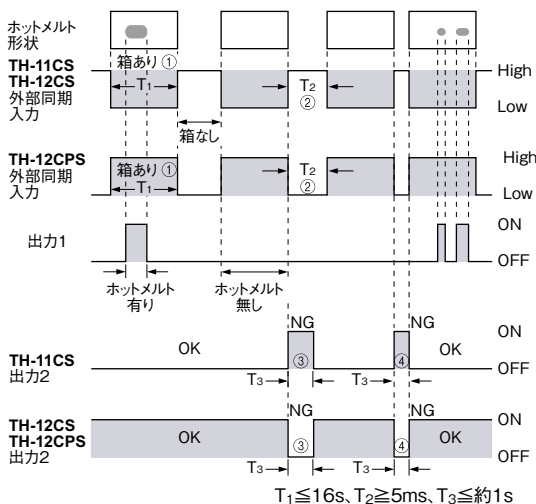 ホットメルト
形状
TH-11CS
TH-12CS
外部同期
入力
箱あり ①
T1
T2
②
High
Low
箱なし
TH-12CPS
外部同期
入力
箱あり ①
T1
T2
②
High
Low
出力1
ON
OFF
ホットメルト
有り
ホットメルト
無し
TH-11CS
出力2
OK
NG
③
NG
④
OK
ON
OFF
T3
T3
TH-12CS
TH-12CPS
出力2
OK
NG
③
NG
④
OK
ON
OFF
T3
T3
T1≦16s、T2≧5ms、T3≦約1s